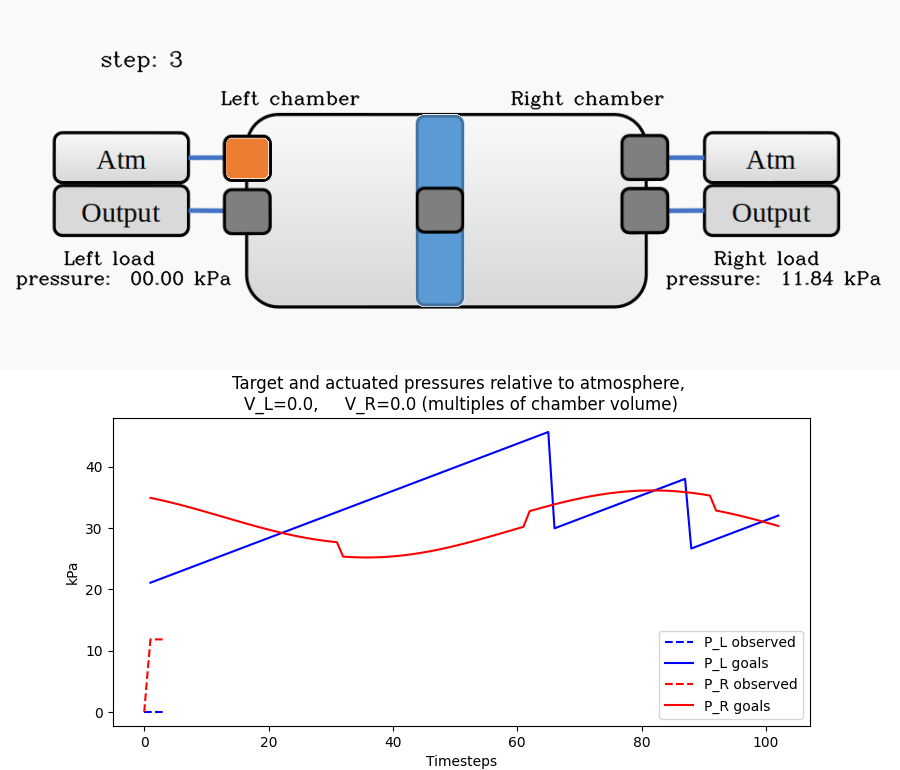 step: 3
Left chamber
Right chamber
Atm
Atm
Output
Output
Left load
pressure: 00.00 kPa
Right load
pressure: 11.84 kPa
Target and actuated pressures relative to atmosphere,
V_L=0.0, V_R=0.0 (multiples of chamber volume)
kPa
40
30
20
10
0
P_L observed
P_L goals
P_R observed
P_R goals
0 20 40 60 80 100
Timesteps